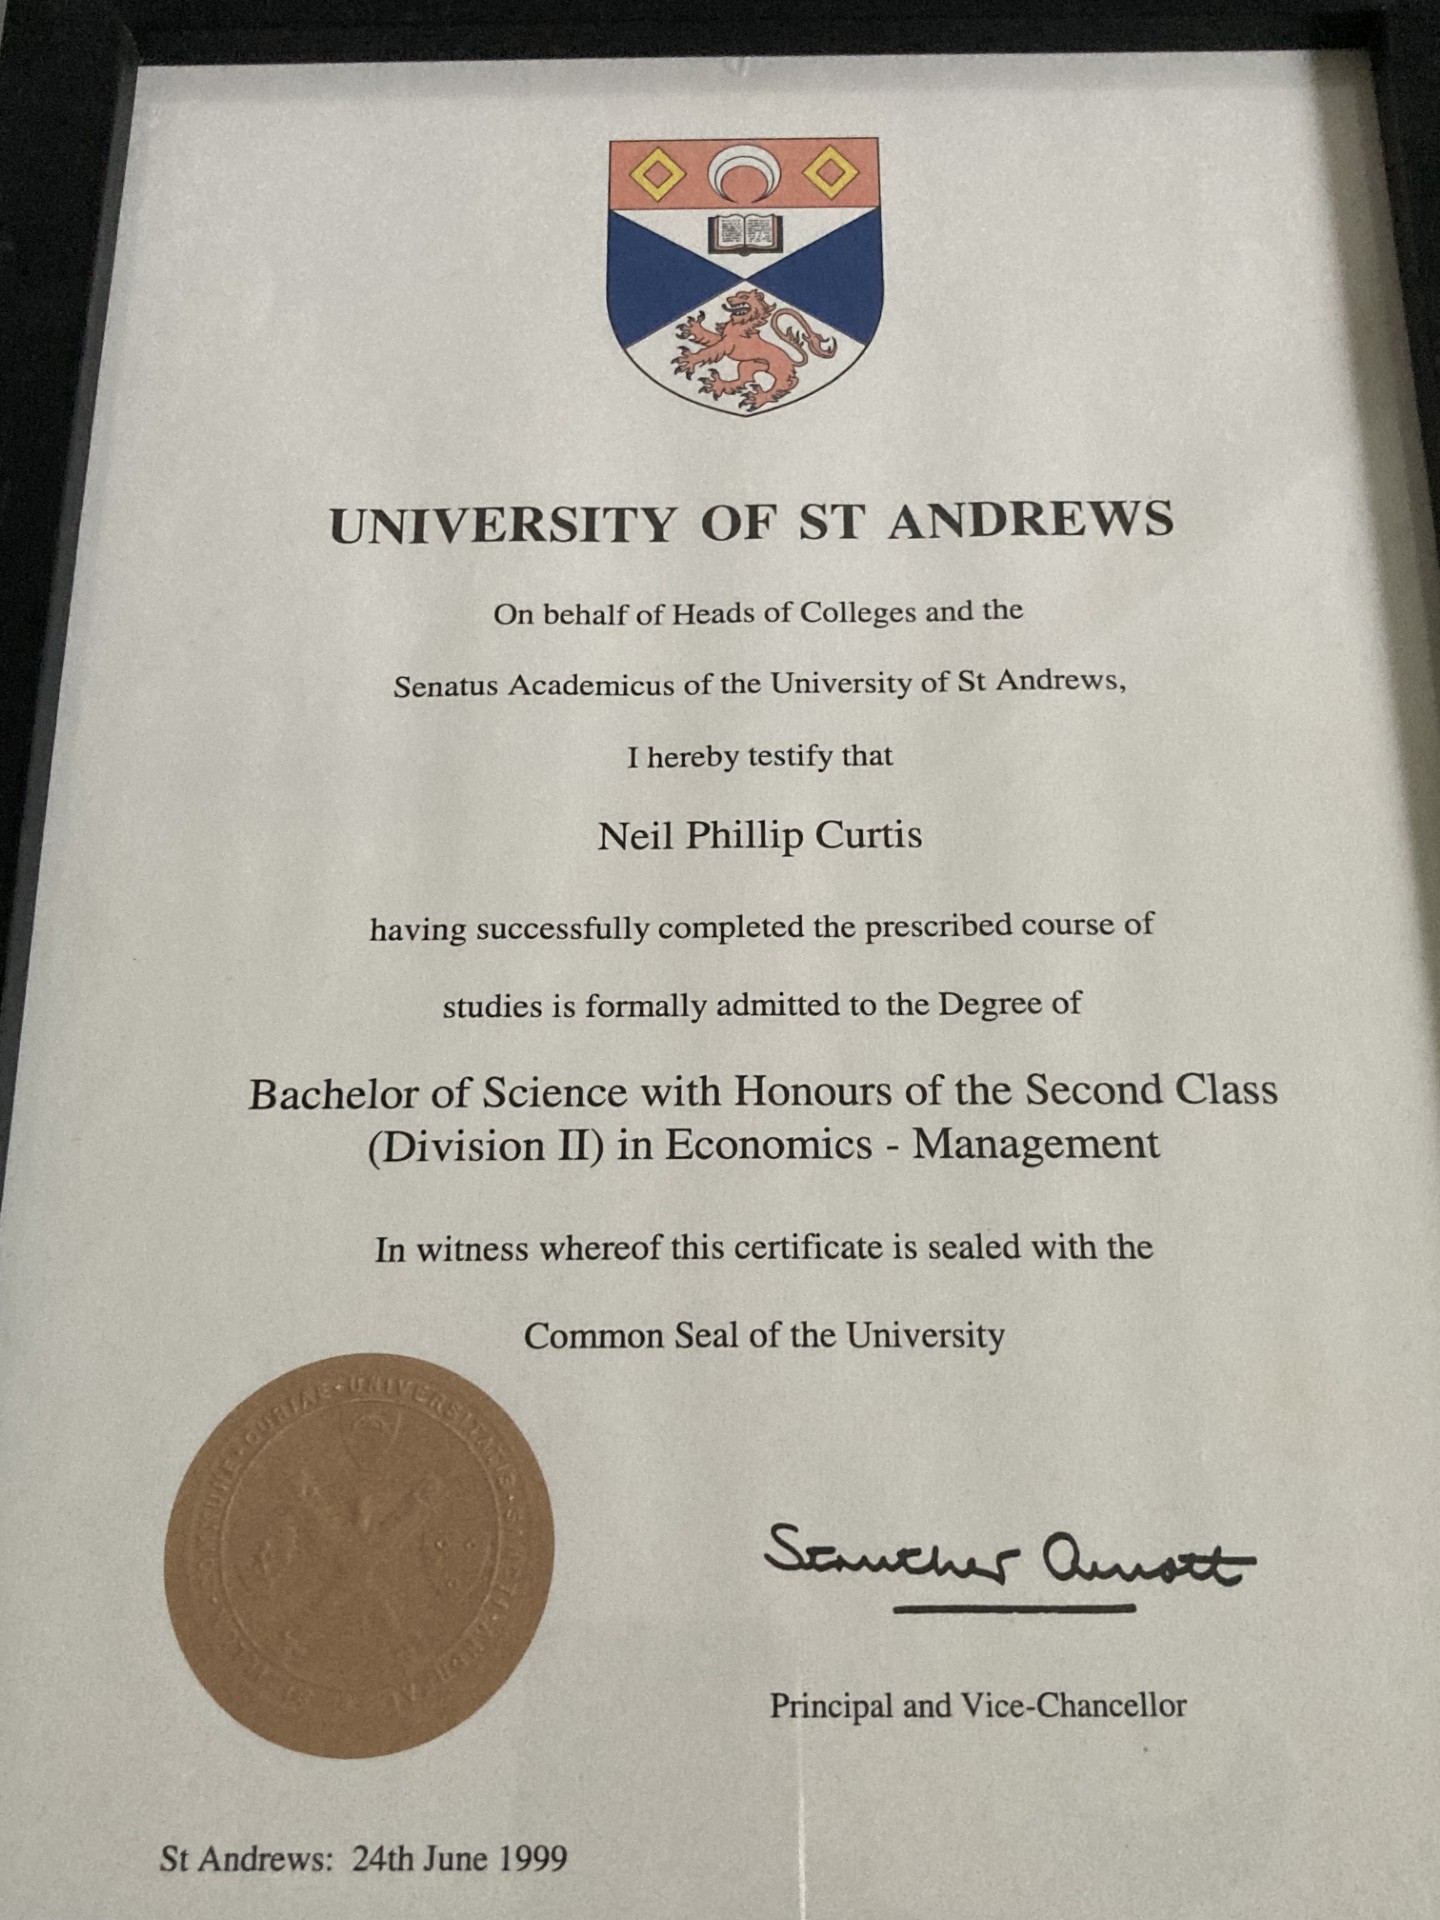 UNIVERSITY OF ST ANDREWS
On behalf of Heads of Colleges and the
Senatus Academicus of the University of St Andrews,
I hereby testify that
Neil Phillip Curtis
having successfully completed the prescribed course of
studies is formally admitted to the Degree of
Bachelor of Science with Honours of the Second Class
(Division II) in Economics - Management
In witness whereof this certificate is sealed with the
Common Seal of the University
CURIAE · UNIVERSITATIS
Struther Arnott
Principal and Vice-Chancellor
St Andrews: 24th June 1999